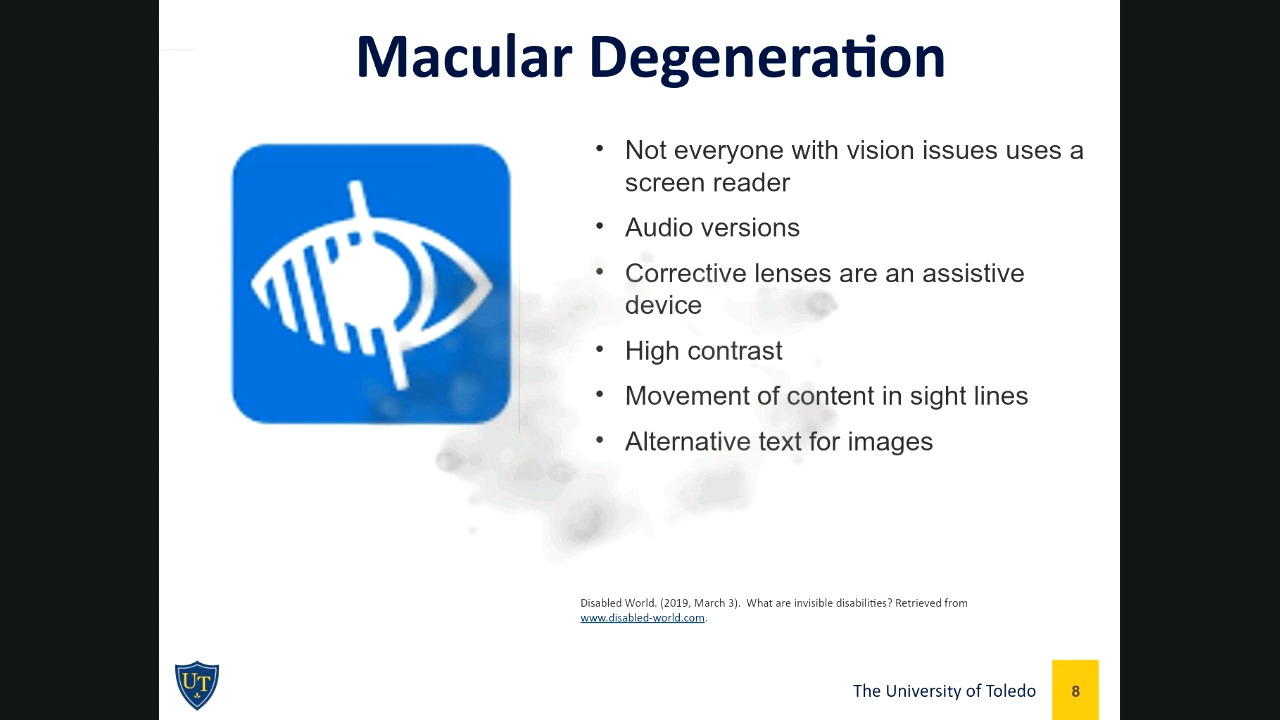 Macular Degeneration
• Not everyone with vision issues uses a
screen reader
• Audio versions
• Corrective lenses are an assistive
device
• High contrast
• Movement of content in sight lines
• Alternative text for images
Disabled World. (2019, March 3).  What are invisible disabilities? Retrieved from
www.disabled-world.com.
UT
The University of Toledo
8